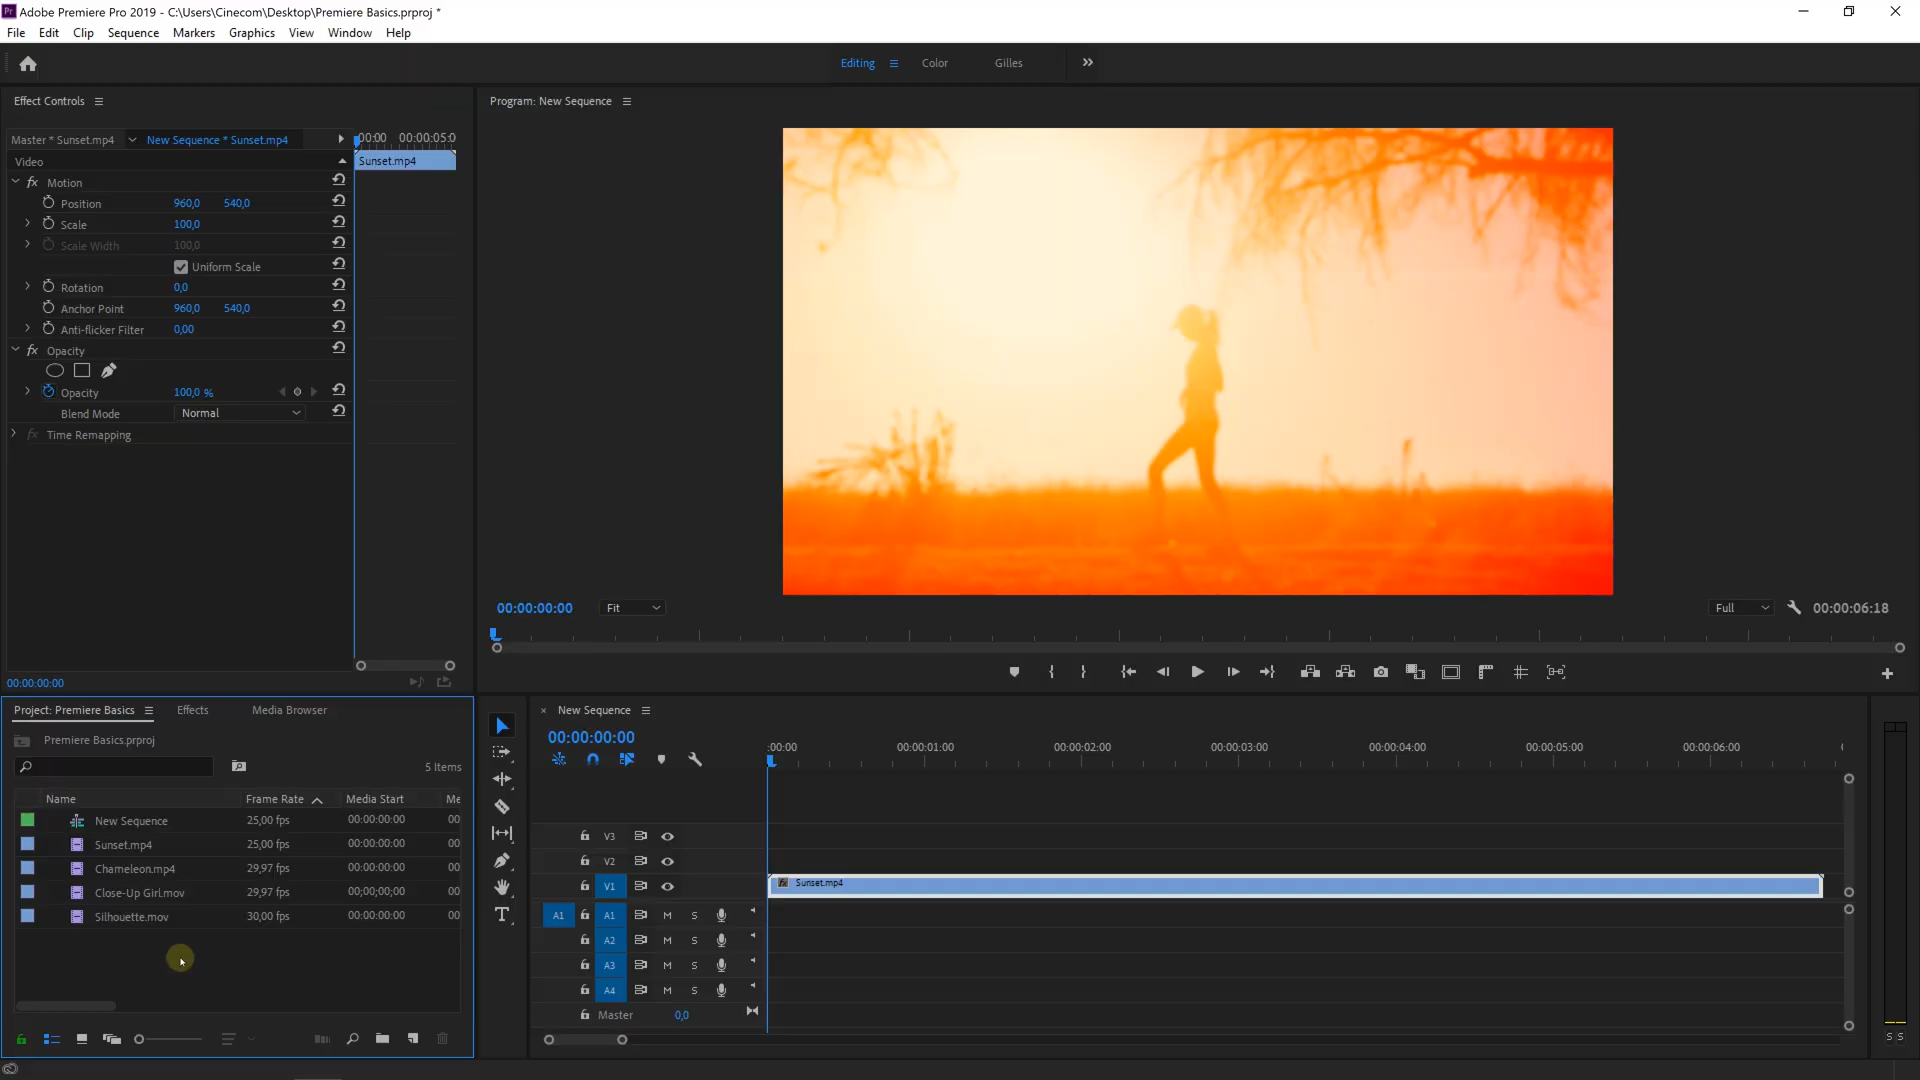 Pr Adobe Premiere Pro 2019 - C:\Users\Cinecom\Desktop\Premiere Basics.prproj *
File Edit Clip Sequence Markers Graphics View Window Help
Editing Color Gilles
Effect Controls
Master * Sunset.mp4 New Sequence * Sunset.mp4
:00:00 00:00:05:0
Video
Sunset.mp4
fx Motion
Position 960,0 540,0
Scale 100,0
Scale Width 100,0
Uniform Scale
Rotation 0,0
Anchor Point 960,0 540,0
Anti-flicker Filter 0,00
fx Opacity
Opacity 100,0 %
Blend Mode Normal
fx Time Remapping
00:00:00:00
Program: New Sequence
00:00:00:00 Fit Full 00:00:06:18
Project: Premiere Basics Effects Media Browser
Premiere Basics.prproj
5 Items
Name Frame Rate Media Start Me
New Sequence 25,00 fps 00:00:00:00 00
Sunset.mp4 25,00 fps 00:00:00:00 00
Chameleon.mp4 29,97 fps 00:00:00:00 00
Close-Up Girl.mov 29,97 fps 00;00;00;00 00
Silhouette.mov 30,00 fps 00:00:00:00 00
T
× New Sequence
00:00:00:00
:00:00 00:00:01:00 00:00:02:00 00:00:03:00 00:00:04:00 00:00:05:00 00:00:06:00
V3
V2
V1
fx Sunset.mp4
A1 A1 M S
A2 M S
A3 M S
A4 M S
Master 0,0
S S